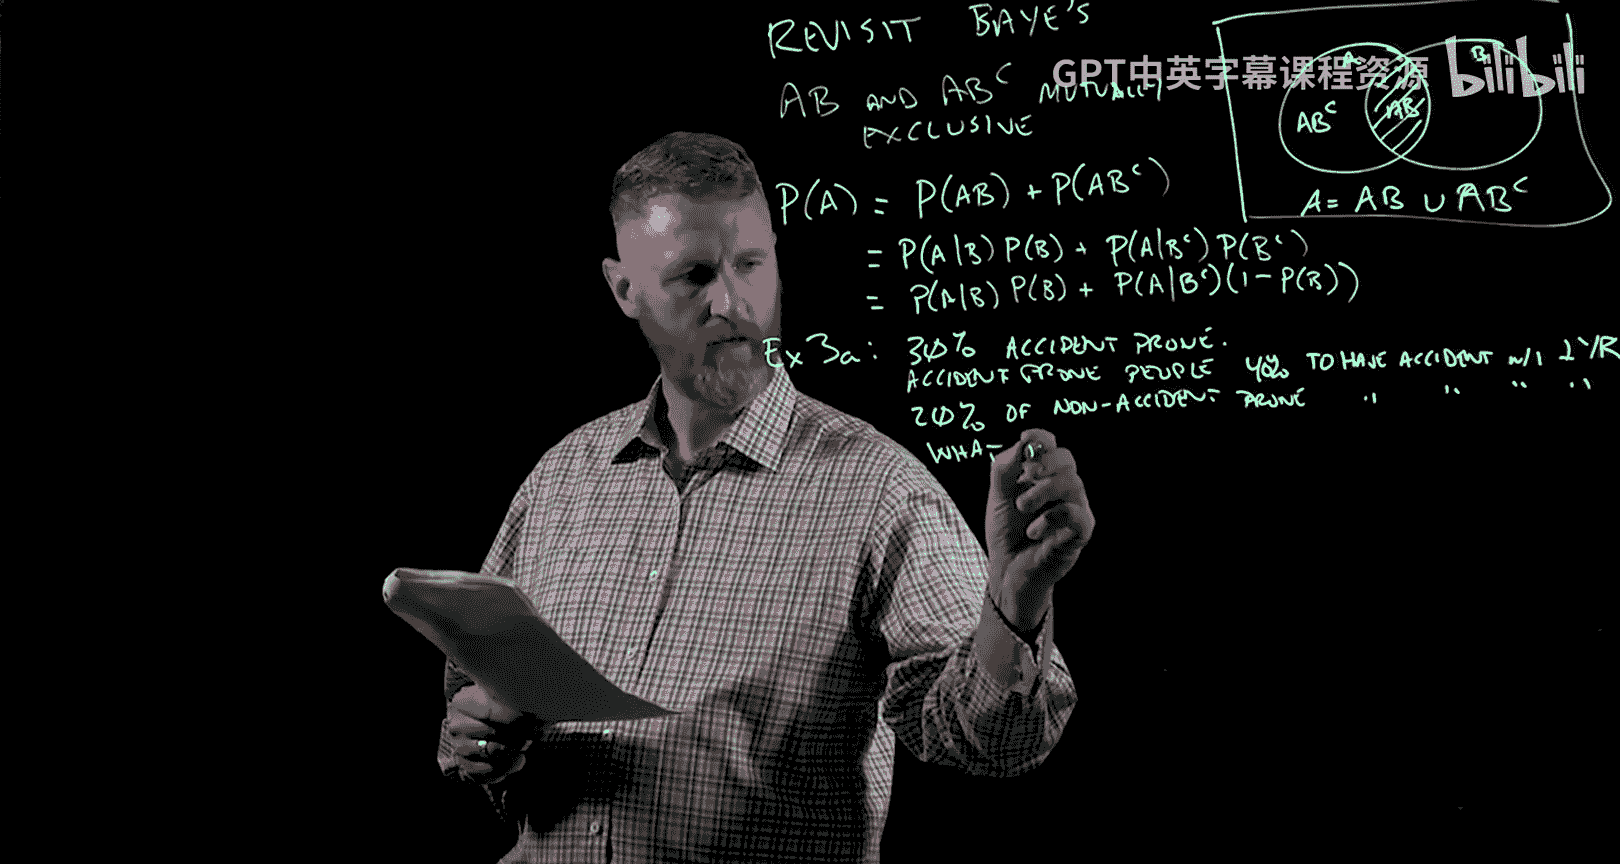 REVISIT BAYE'S
GPT中英字幕课程资源 bilibili
AB AND AB^C MUTUALLY
EXCLUSIVE
P(A) = P(AB) + P(AB^c)
= P(A|B) P(B) + P(A|B^c) P(B^c)
= P(A|B) P(B) + P(A|B^c)(1 - P(B))
A
B
AB^c
AB
A = AB ∪ AB^c
Ex 3a: 30% ACCIDENT PRONE.
ACCIDENT PRONE PEOPLE 40% TO HAVE ACCIDENT w/i 1 Y/R
20% OF NON-ACCIDENT PRONE " " " "
WHAT